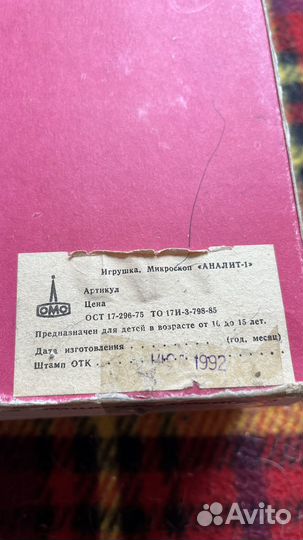 Игрушка. Микроскоп «АНАЛИТ-1»
ОМО
Артикул
Цена
ОСТ 17-296-75 ТО 17И-3-798-85
Предназначен для детей в возрасте от 10 до 15 лет.
Дата изготовления (год, месяц)
Штамп ОТК 1992
Avito